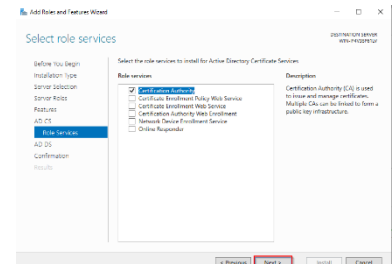 Add Roles and Features Wizard
Select role services
DESTINATION SERVER
Before You Begin
Installation Type
Server Selection
Server Roles
Features
AD CS
Role Services
AD DS
Confirmation
Results
Select the role services to install for Active Directory Certificate Services
Role services
Certification Authority
Certificate Enrollment Policy Web Service
Certificate Enrollment Web Service
Certification Authority Web Enrollment
Network Device Enrollment Service
Online Responder
Description
Certification Authority (CA) is used
to issue and manage certificates.
Multiple CAs can be linked to form a
public key infrastructure.
< Previous
Next >
Install
Cancel